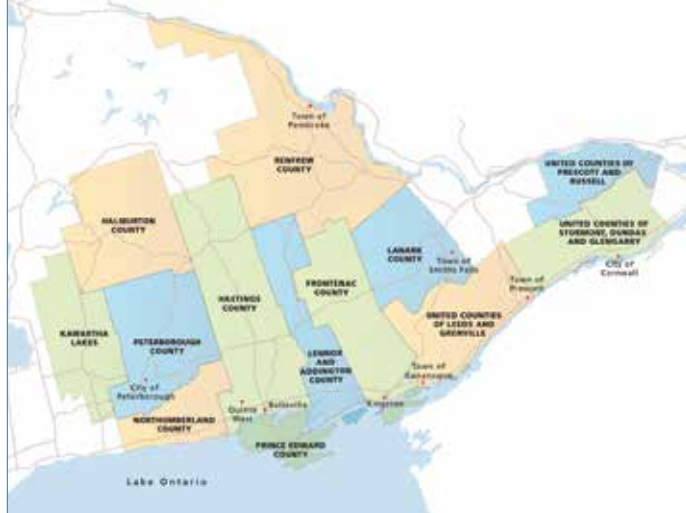 Town of
Pembroke
RENFREW
COUNTY
UNITED COUNTIES OF
PRESCOTT AND
RUSSELL
HALIBURTON
COUNTY
UNITED COUNTIES OF
STORMONT, DUNDAS
AND GLENGARRY
LANARK
COUNTY
Town of
Smiths Falls
City of
Cornwall
FRONTENAC
COUNTY
Town of
Prescott
HASTINGS
COUNTY
KAWARTHA
LAKES
PETERBOROUGH
COUNTY
UNITED COUNTIES
OF LEEDS AND
GRENVILLE
LENNOX
AND
ADDINGTON
COUNTY
Town of
Gananoque
City of
Peterborough
Quinte
West
Belleville
Kingston
NORTHUMBERLAND
COUNTY
PRINCE EDWARD
COUNTY
Lake Ontario